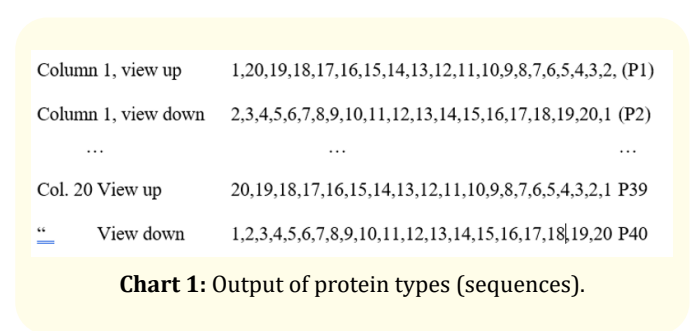 Column 1, view up 1,20,19,18,17,16,15,14,13,12,11,10,9,8,7,6,5,4,3,2, (P1)
Column 1, view down 2,3,4,5,6,7,8,9,10,11,12,13,14,15,16,17,18,19,20,1 (P2)
… … …
Col. 20 View up 20,19,18,17,16,15,14,13,12,11,10,9,8,7,6,5,4,3,2,1 P39
“ View down 1,2,3,4,5,6,7,8,9,10,11,12,13,14,15,16,17,18,19,20 P40
Chart 1: Output of protein types (sequences).